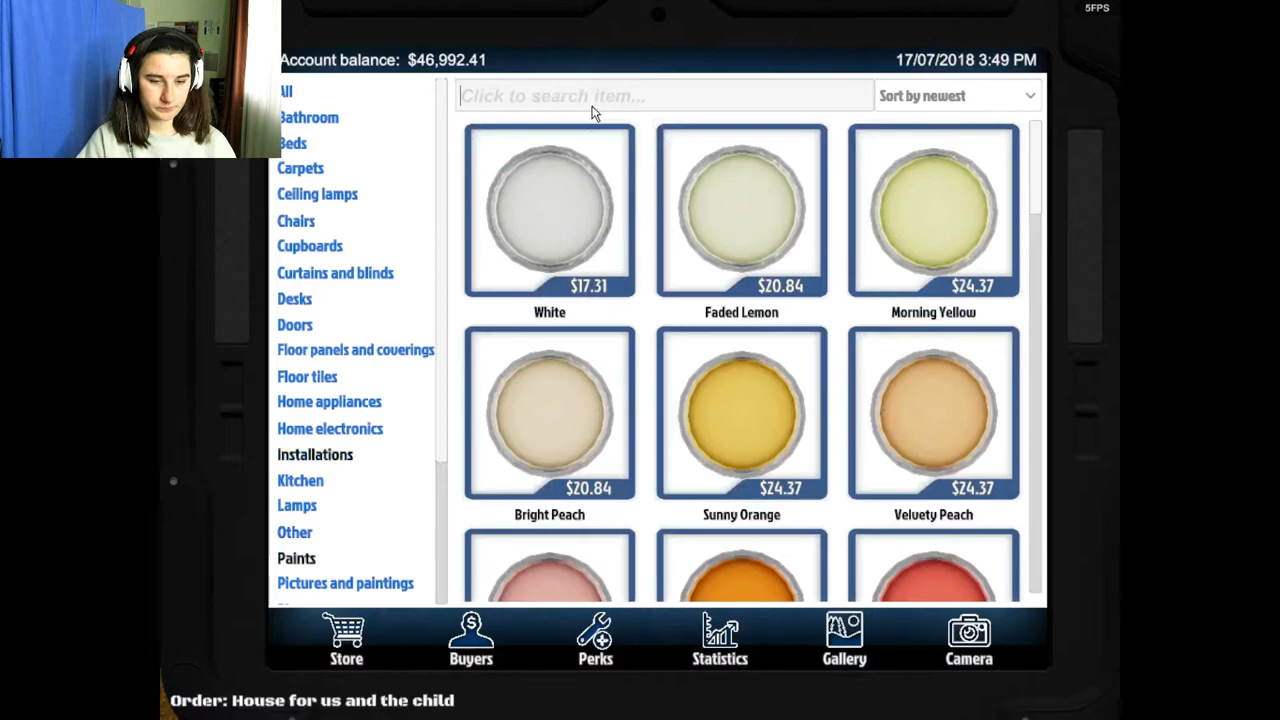 5FPS
Account balance: $46,992.41
17/07/2018 3:49 PM
All
Click to search item...
Sort by newest
Bathroom
Beds
Carpets
Ceiling lamps
Chairs
Cupboards
Curtains and blinds
Desks
Doors
Floor panels and coverings
Floor tiles
Home appliances
Home electronics
Installations
Kitchen
Lamps
Other
Paints
Pictures and paintings
$17.31
$20.84
$24.37
White
Faded Lemon
Morning Yellow
$20.84
$24.37
$24.37
Bright Peach
Sunny Orange
Velvety Peach
Store
Buyers
Perks
Statistics
Gallery
Camera
Order: House for us and the child